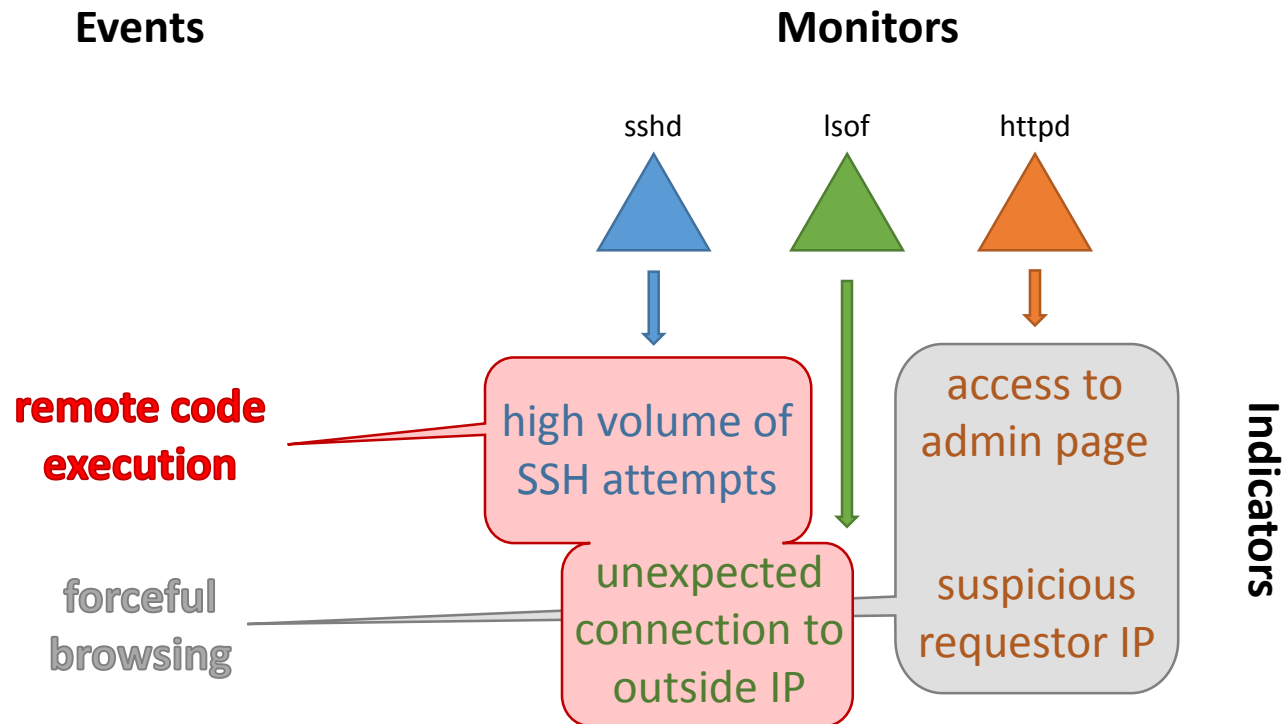 Events
Monitors
sshd
lsof
httpd
remote code
execution
high volume of
SSH attempts
access to
admin page
Indicators
forceful
browsing
unexpected
connection to
outside IP
suspicious
requestor IP